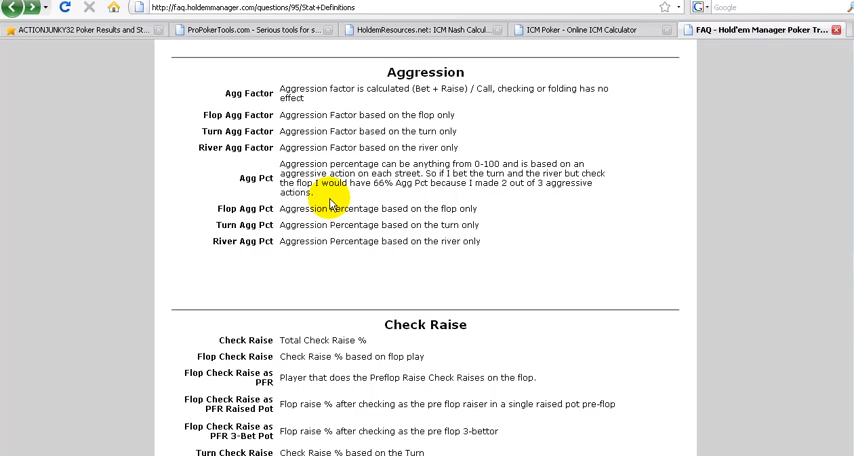 http://faq.holdemmanager.com/questions/95/Stat+Definitions
Google
ACTIONJUNKY32 Poker Results and St...
ProPokerTools.com - Serious tools for s...
HoldemResources.net: ICM Nash Calcul...
ICM Poker - Online ICM Calculator
FAQ - Hold'em Manager Poker Tr...
Aggression
Agg Factor Aggression factor is calculated (Bet + Raise) / Call, checking or folding has no
effect
Flop Agg Factor Aggression Factor based on the flop only
Turn Agg Factor Aggression Factor based on the turn only
River Agg Factor Aggression Factor based on the river only
Agg Pct Aggression percentage can be anything from 0-100 and is based on an
aggressive action on each street. So if I bet the turn and the river but check
the flop I would have 66% Agg Pct because I made 2 out of 3 aggressive
actions.
Flop Agg Pct Aggression Percentage based on the flop only
Turn Agg Pct Aggression Percentage based on the turn only
River Agg Pct Aggression Percentage based on the river only
Check Raise
Check Raise Total Check Raise %
Flop Check Raise Check Raise % based on flop play
Flop Check Raise as
PFR Player that does the Preflop Raise Check Raises on the flop.
Flop Check Raise as
PFR Raised Pot Flop raise % after checking as the pre flop raiser in a single raised pot pre-flop
Flop Check Raise as
PFR 3-Bet Pot Flop raise % after checking as the pre flop 3-bettor
Turn Check Raise Check Raise % based on the Turn